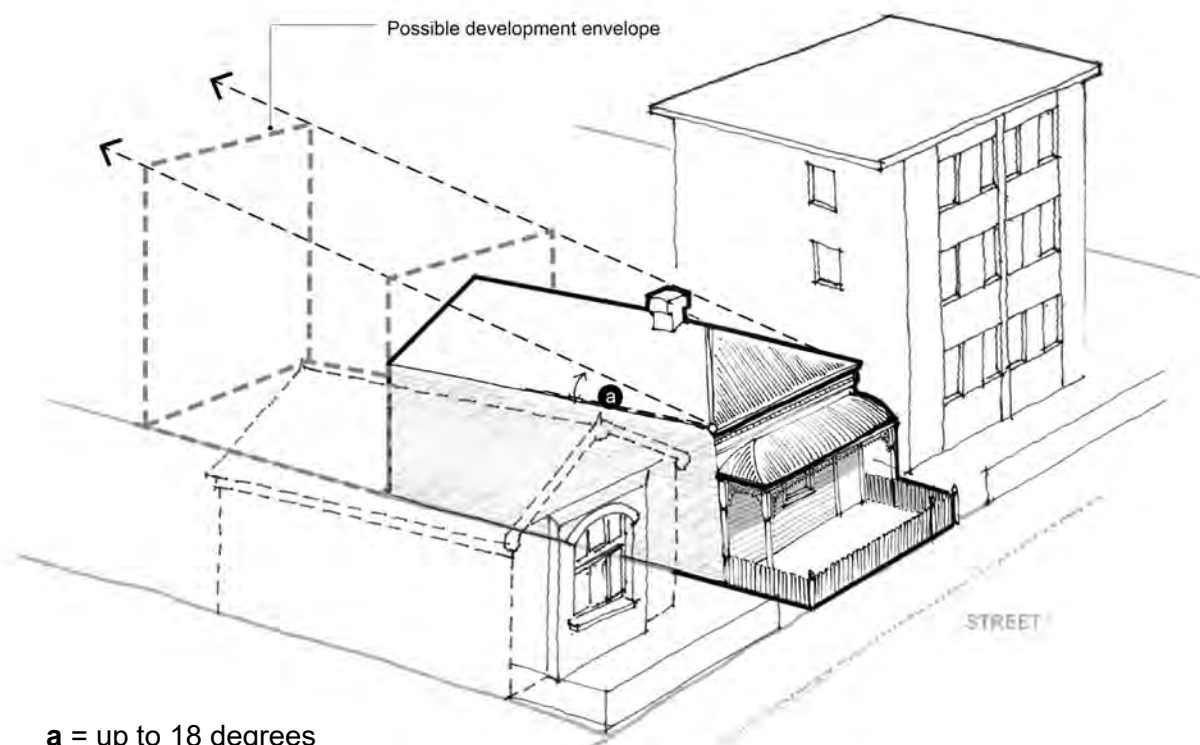 Possible development envelope
a
STREET
a = up to 18 degrees